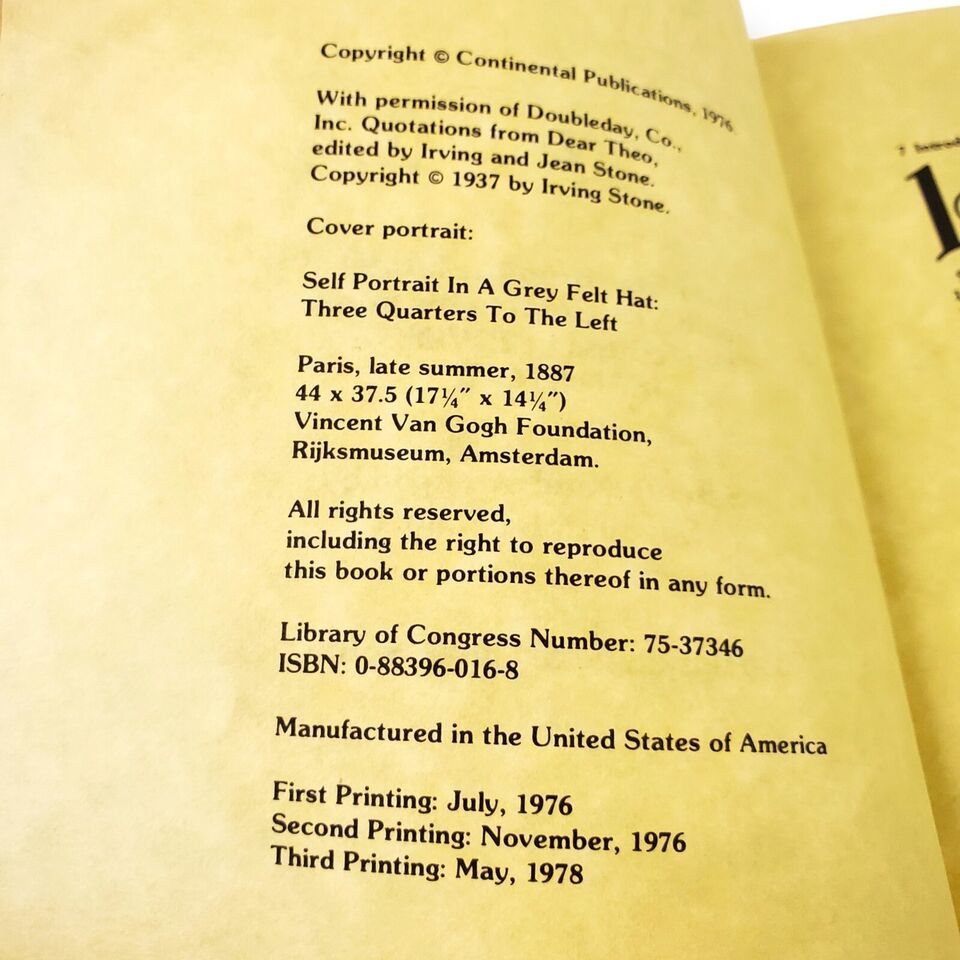 Copyright © Continental Publications, 1976
With permission of Doubleday, Co.,
Inc. Quotations from Dear Theo,
edited by Irving and Jean Stone.
Copyright © 1937 by Irving Stone.
Cover portrait:
Self Portrait In A Grey Felt Hat:
Three Quarters To The Left
Paris, late summer, 1887
44 x 37.5 (17¼″ x 14¼″)
Vincent Van Gogh Foundation,
Rijksmuseum, Amsterdam.
All rights reserved,
including the right to reproduce
this book or portions thereof in any form.
Library of Congress Number: 75-37346
ISBN: 0-88396-016-8
Manufactured in the United States of America
First Printing: July, 1976
Second Printing: November, 1976
Third Printing: May, 1978